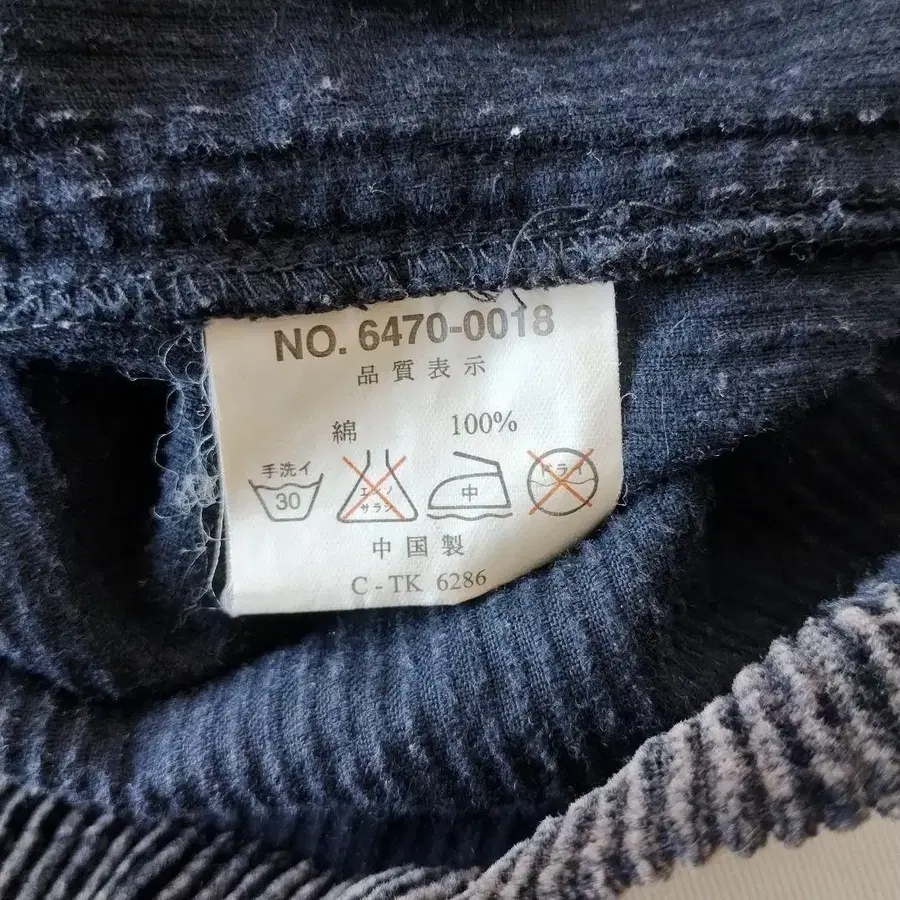 NO. 6470-0018
品質表示
綿 100%
手洗イ
30
エンソ
サラシ
中
ドライ
中国製
C-TK 6286